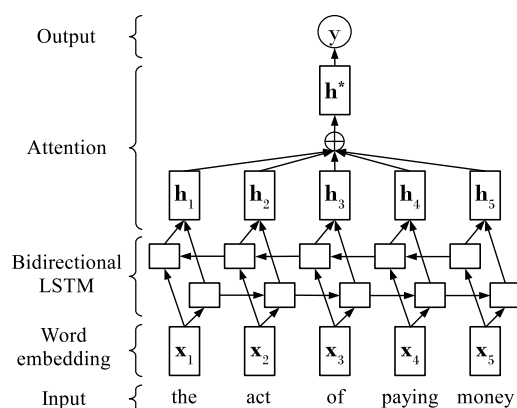 Output y
h*
Attention
h1 h2 h3 h4 h5
Bidirectional
LSTM
Word
embedding
x1 x2 x3 x4 x5
Input the act of paying money